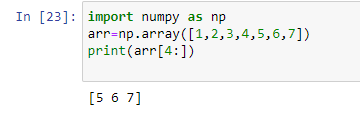 In [23]: import numpy as np
arr=np.array([1,2,3,4,5,6,7])
print(arr[4:])
[5 6 7]